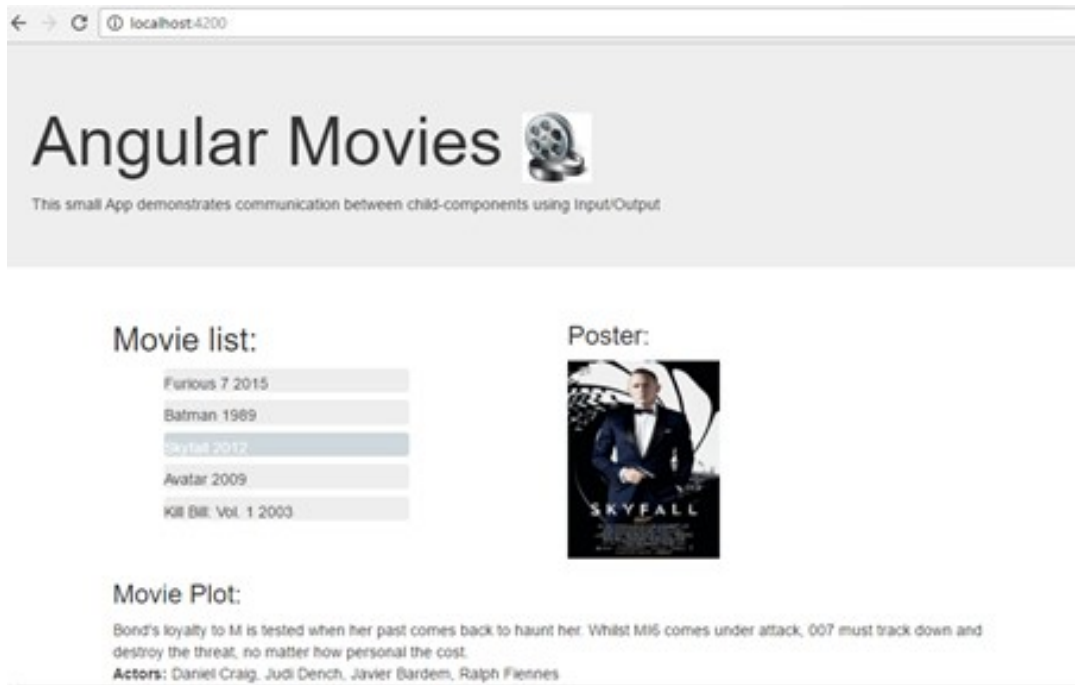 localhost:4200
Angular Movies
This small App demonstrates communication between child-components using Input/Output
Movie list:
Furious 7 2015
Batman 1989
Skyfall 2012
Avatar 2009
Kill Bill: Vol. 1 2003
Poster:
SKYFALL
Movie Plot:
Bond's loyalty to M is tested when her past comes back to haunt her. Whilst MI6 comes under attack, 007 must track down and
destroy the threat, no matter how personal the cost.
Actors: Daniel Craig, Judi Dench, Javier Bardem, Ralph Fiennes